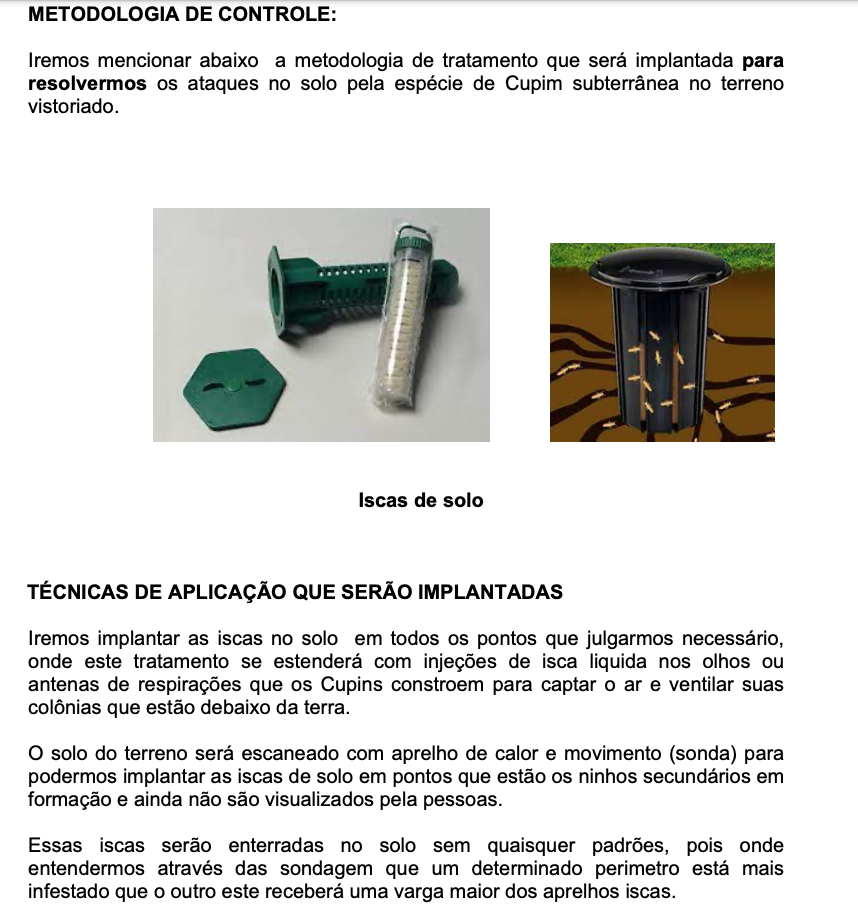 METODOLOGIA DE CONTROLE:
Iremos mencionar abaixo a metodologia de tratamento que será implantada para
resolvermos os ataques no solo pela espécie de Cupim subterrânea no terreno
vistoriado.
Iscas de solo
TÉCNICAS DE APLICAÇÃO QUE SERÃO IMPLANTADAS
Iremos implantar as iscas no solo em todos os pontos que julgarmos necessário,
onde este tratamento se estenderá com injeções de isca liquida nos olhos ou
antenas de respirações que os Cupins constroem para captar o ar e ventilar suas
colônias que estão debaixo da terra.
O solo do terreno será escaneado com aprelho de calor e movimento (sonda) para
podermos implantar as iscas de solo em pontos que estão os ninhos secundários em
formação e ainda não são visualizados pela pessoas.
Essas iscas serão enterradas no solo sem quaisquer padrões, pois onde
entendermos através das sondagem que um determinado perimetro está mais
infestado que o outro este receberá uma varga maior dos aprelhos iscas.